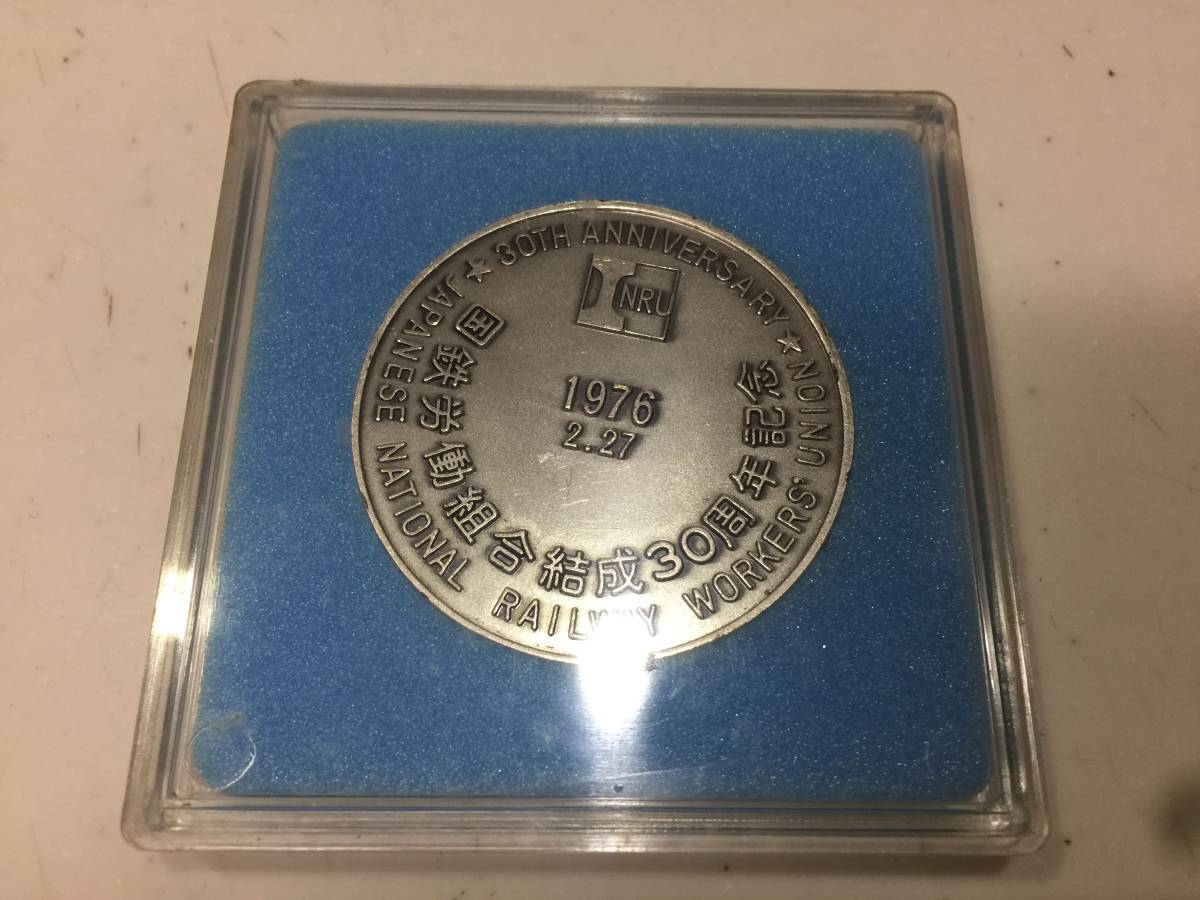 ★ 30TH ANNIVERSARY ★
NRU
1976
2.27
国鉄労働組合結成30周年記念
JAPANESE NATIONAL RAILWAY WORKERS' UNION